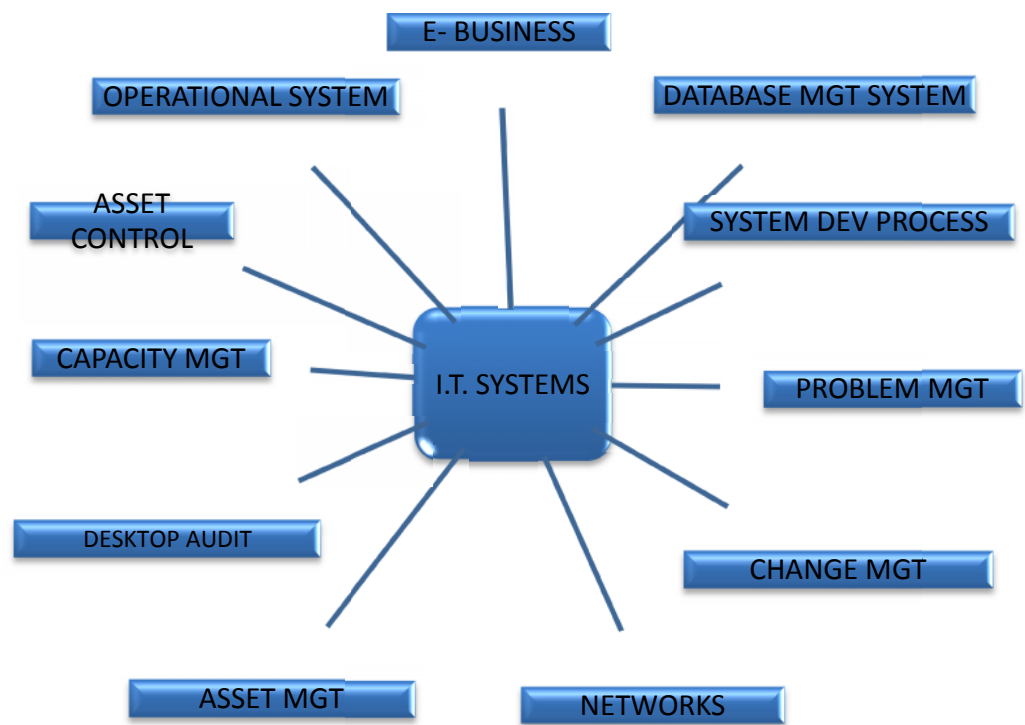 E- BUSINESS
OPERATIONAL SYSTEM
DATABASE MGT SYSTEM
ASSET
CONTROL
SYSTEM DEV PROCESS
CAPACITY MGT
I.T. SYSTEMS
PROBLEM MGT
DESKTOP AUDIT
CHANGE MGT
ASSET MGT
NETWORKS